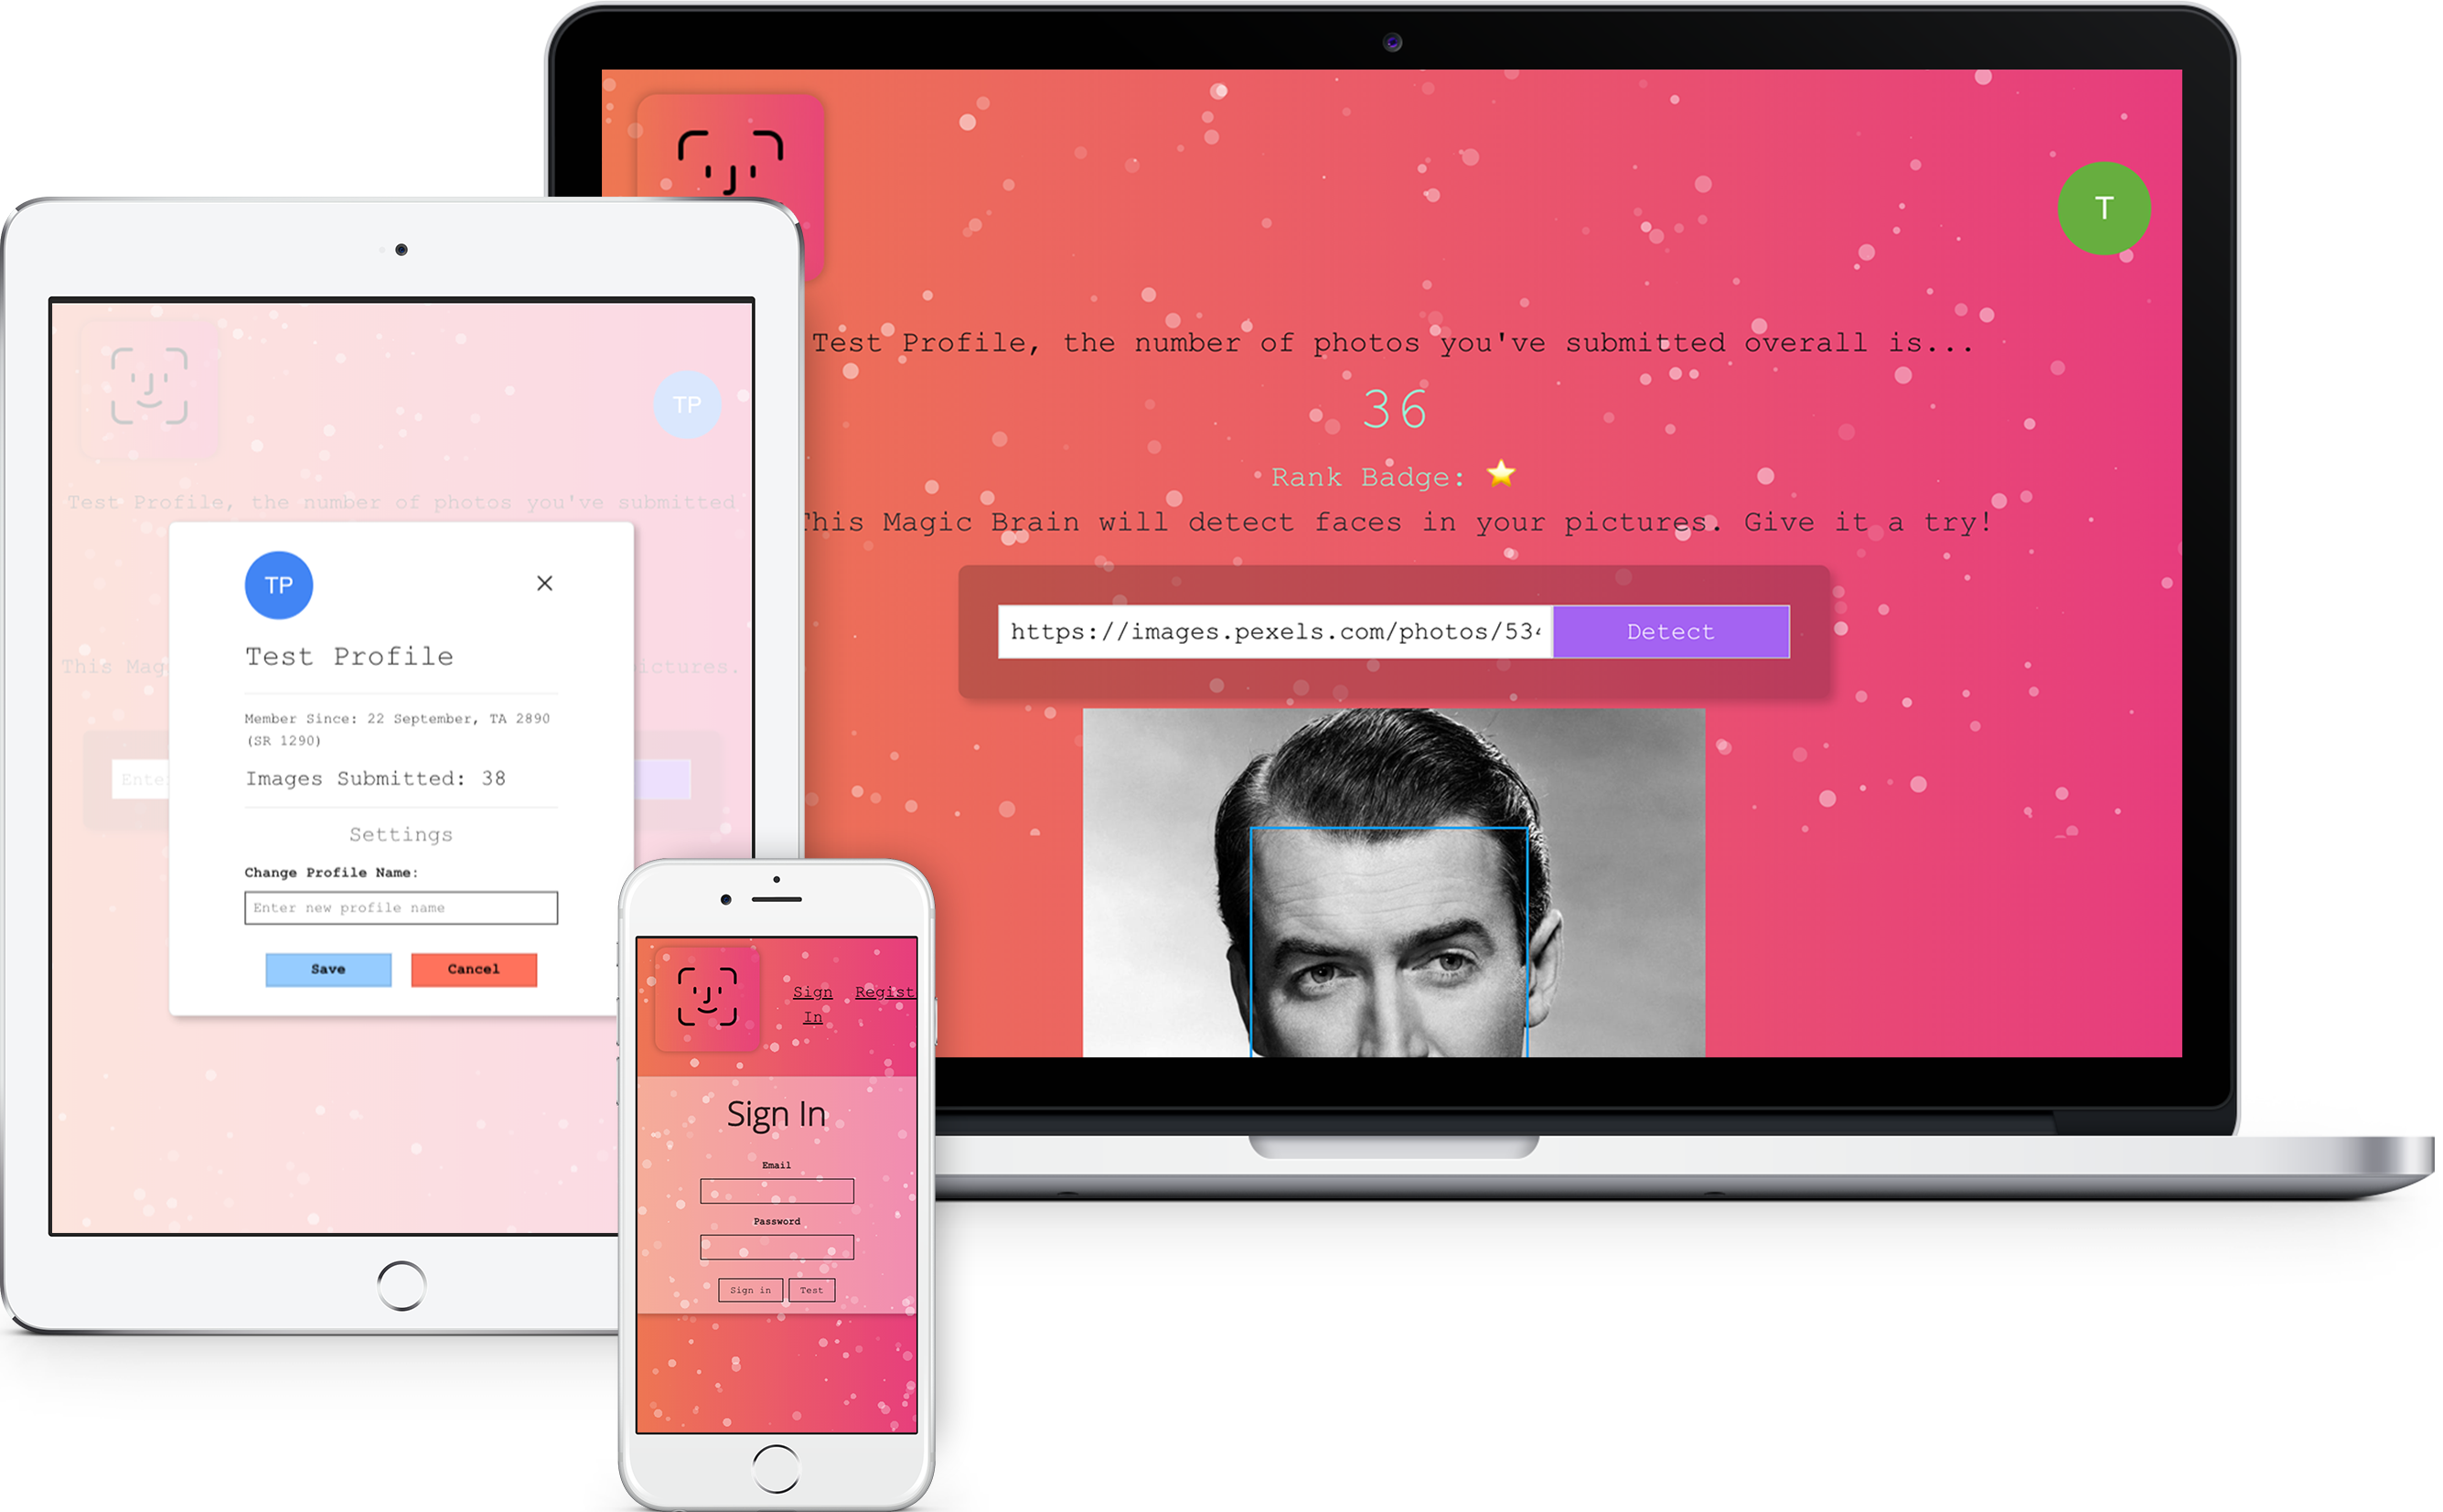 T
Test Profile, the number of photos you've submitted overall is...
36
Rank Badge:
This Magic Brain will detect faces in your pictures. Give it a try!
https://images.pexels.com/photos/534
Detect
TP
Test Profile, the number of photos you've submitted
This Mag
ictures.
Ente
TP
Test Profile
Member Since: 22 September, TA 2890
(SR 1290)
Images Submitted: 38
Settings
Change Profile Name:
Enter new profile name
Save Cancel
Sign Regist
In
Sign In
Email
Password
Sign in Test